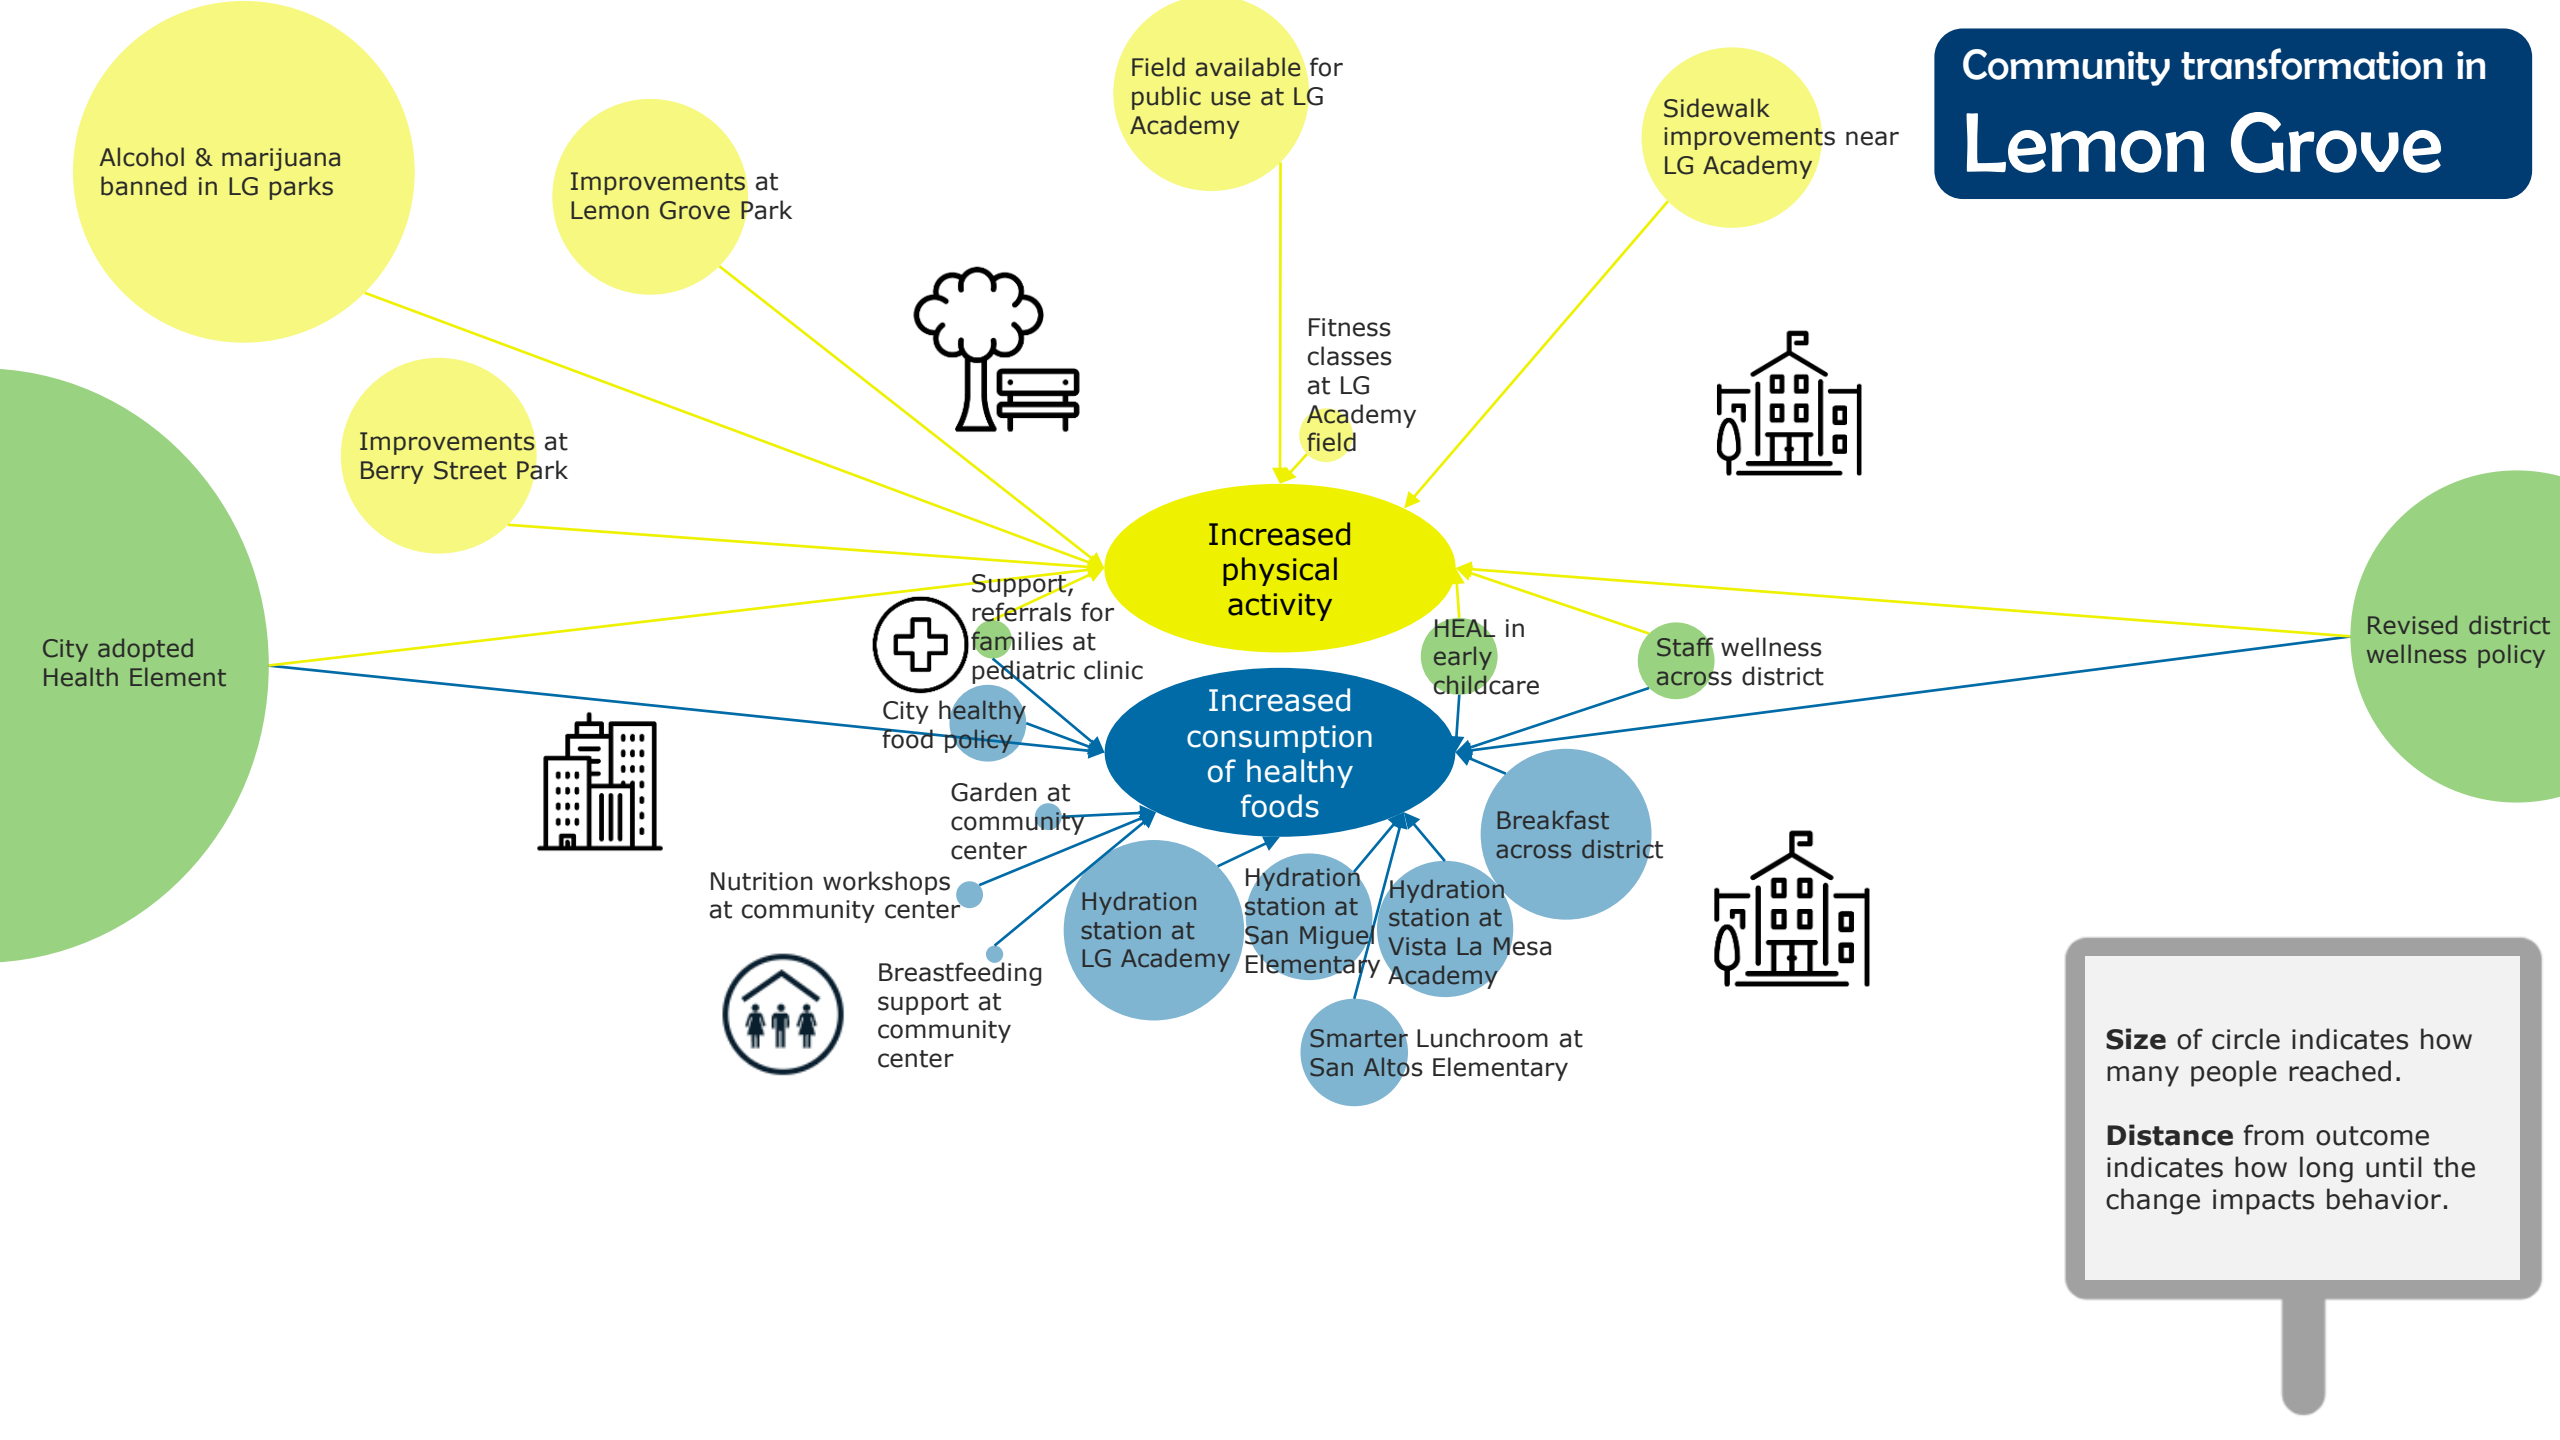 Community transformation in
Lemon Grove
Field available for
public use at LG
Academy
Sidewalk
improvements near
LG Academy
Alcohol & marijuana
banned in LG parks
Improvements at
Lemon Grove Park
Fitness
classes
at LG
Academy
field
Improvements at
Berry Street Park
Increased
physical
activity
Support,
referrals for
families at
pediatric clinic
HEAL in
early
childcare
Staff wellness
across district
Revised district
wellness policy
City adopted
Health Element
City healthy
food policy
Increased
consumption
of healthy
foods
Garden at
community
center
Breakfast
across district
Nutrition workshops
at community center
Hydration
station at
LG Academy
Hydration
station at
San Miguel
Elementary
Hydration
station at
Vista La Mesa
Academy
Breastfeeding
support at
community
center
Smarter Lunchroom at
San Altos Elementary
Size of circle indicates how
many people reached.
Distance from outcome
indicates how long until the
change impacts behavior.